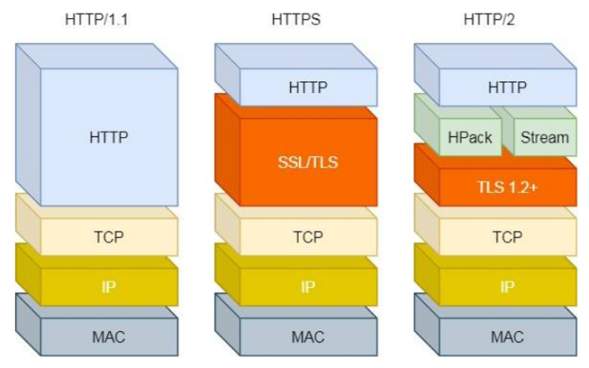 HTTP/1.1 HTTPS HTTP/2
HTTP HTTP HTTP
SSL/TLS HPack Stream
TLS 1.2+
TCP TCP TCP
IP IP IP
MAC MAC MAC